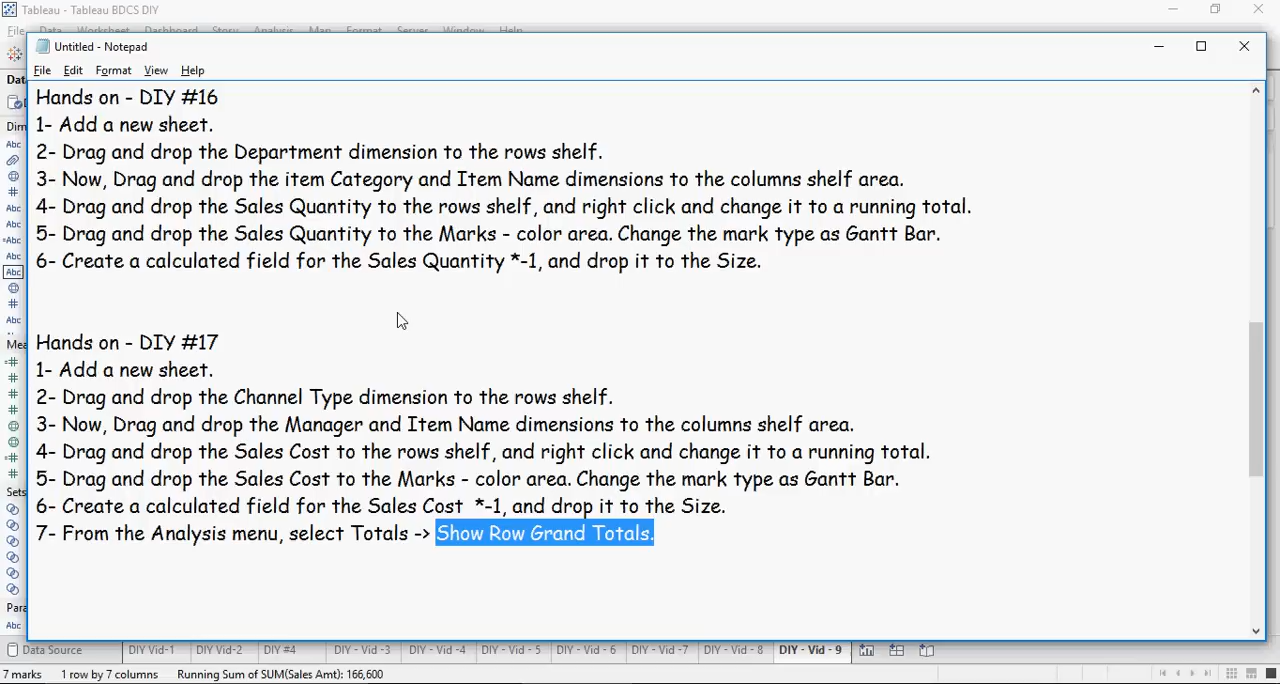 Tableau - Tableau BDCS DIY
File Data Worksheet Dashboard Story Analysis Map Format Server Window Help
Untitled - Notepad
File Edit Format View Help
Hands on - DIY #16
1- Add a new sheet.
2- Drag and drop the Department dimension to the rows shelf.
3- Now, Drag and drop the item Category and Item Name dimensions to the columns shelf area.
4- Drag and drop the Sales Quantity to the rows shelf, and right click and change it to a running total.
5- Drag and drop the Sales Quantity to the Marks - color area. Change the mark type as Gantt Bar.
6- Create a calculated field for the Sales Quantity *-1, and drop it to the Size.
Hands on - DIY #17
1- Add a new sheet.
2- Drag and drop the Channel Type dimension to the rows shelf.
3- Now, Drag and drop the Manager and Item Name dimensions to the columns shelf area.
4- Drag and drop the Sales Cost to the rows shelf, and right click and change it to a running total.
5- Drag and drop the Sales Cost to the Marks - color area. Change the mark type as Gantt Bar.
6- Create a calculated field for the Sales Cost  *-1, and drop it to the Size.
7- From the Analysis menu, select Totals -> Show Row Grand Totals.
Sets
Data Source DIY Vid-1 DIY Vid-2 DIY #4 DIY - Vid -3 DIY - Vid -4 DIY - Vid - 5 DIY - Vid - 6 DIY - Vid -7 DIY - Vid - 8 DIY - Vid - 9
7 marks 1 row by 7 columns Running Sum of SUM(Sales Amt): 166,600